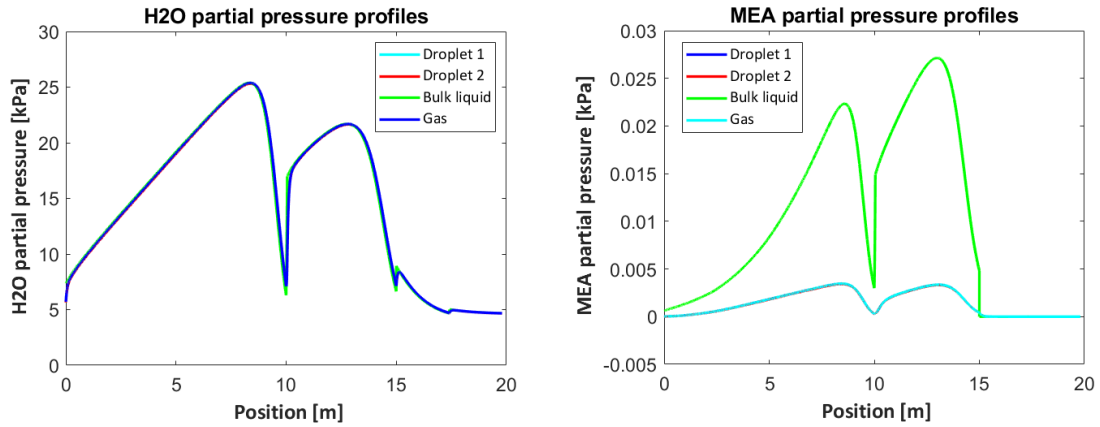 H2O partial pressure profiles
30
25
20
15
10
5
0
H2O partial pressure [kPa]
Droplet 1
Droplet 2
Bulk liquid
Gas
0 5 10 15 20
Position [m]
MEA partial pressure profiles
0.03
0.025
0.02
0.015
0.01
0.005
0
-0.005
MEA partial pressure [kPa]
Droplet 1
Droplet 2
Bulk liquid
Gas
0 5 10 15 20
Position [m]